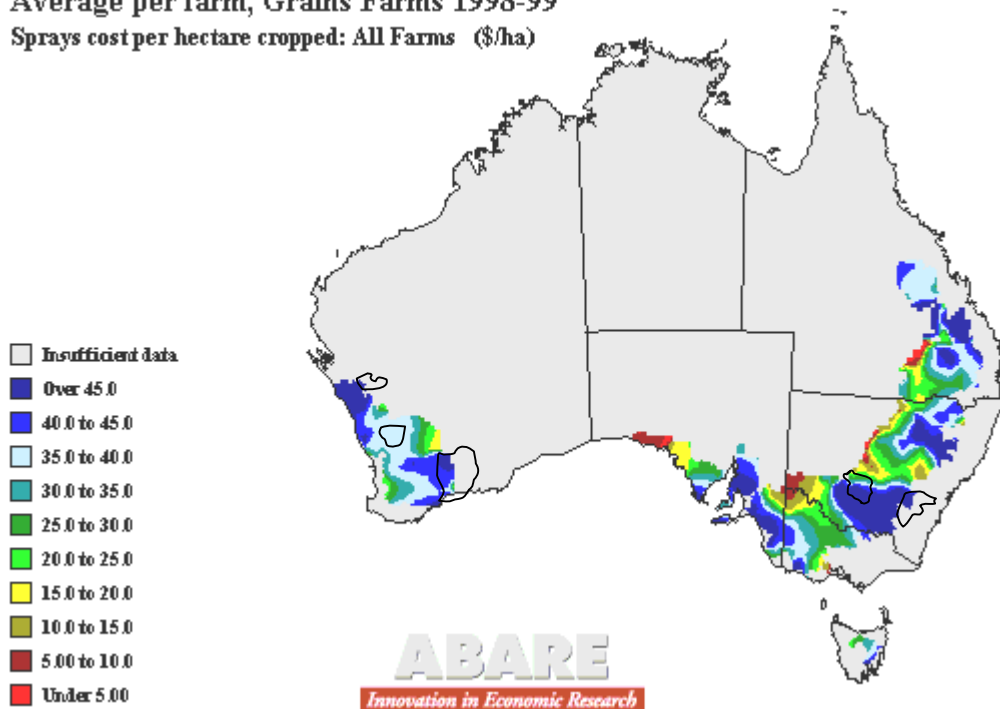 Average per farm, Grains Farms 1998-99
Sprays cost per hectare cropped: All Farms ($/ha)
Insufficient data
Over 45.0
40.0 to 45.0
35.0 to 40.0
30.0 to 35.0
25.0 to 30.0
20.0 to 25.0
15.0 to 20.0
10.0 to 15.0
5.00 to 10.0
Under 5.00
ABARE
Innovation in Economic Research